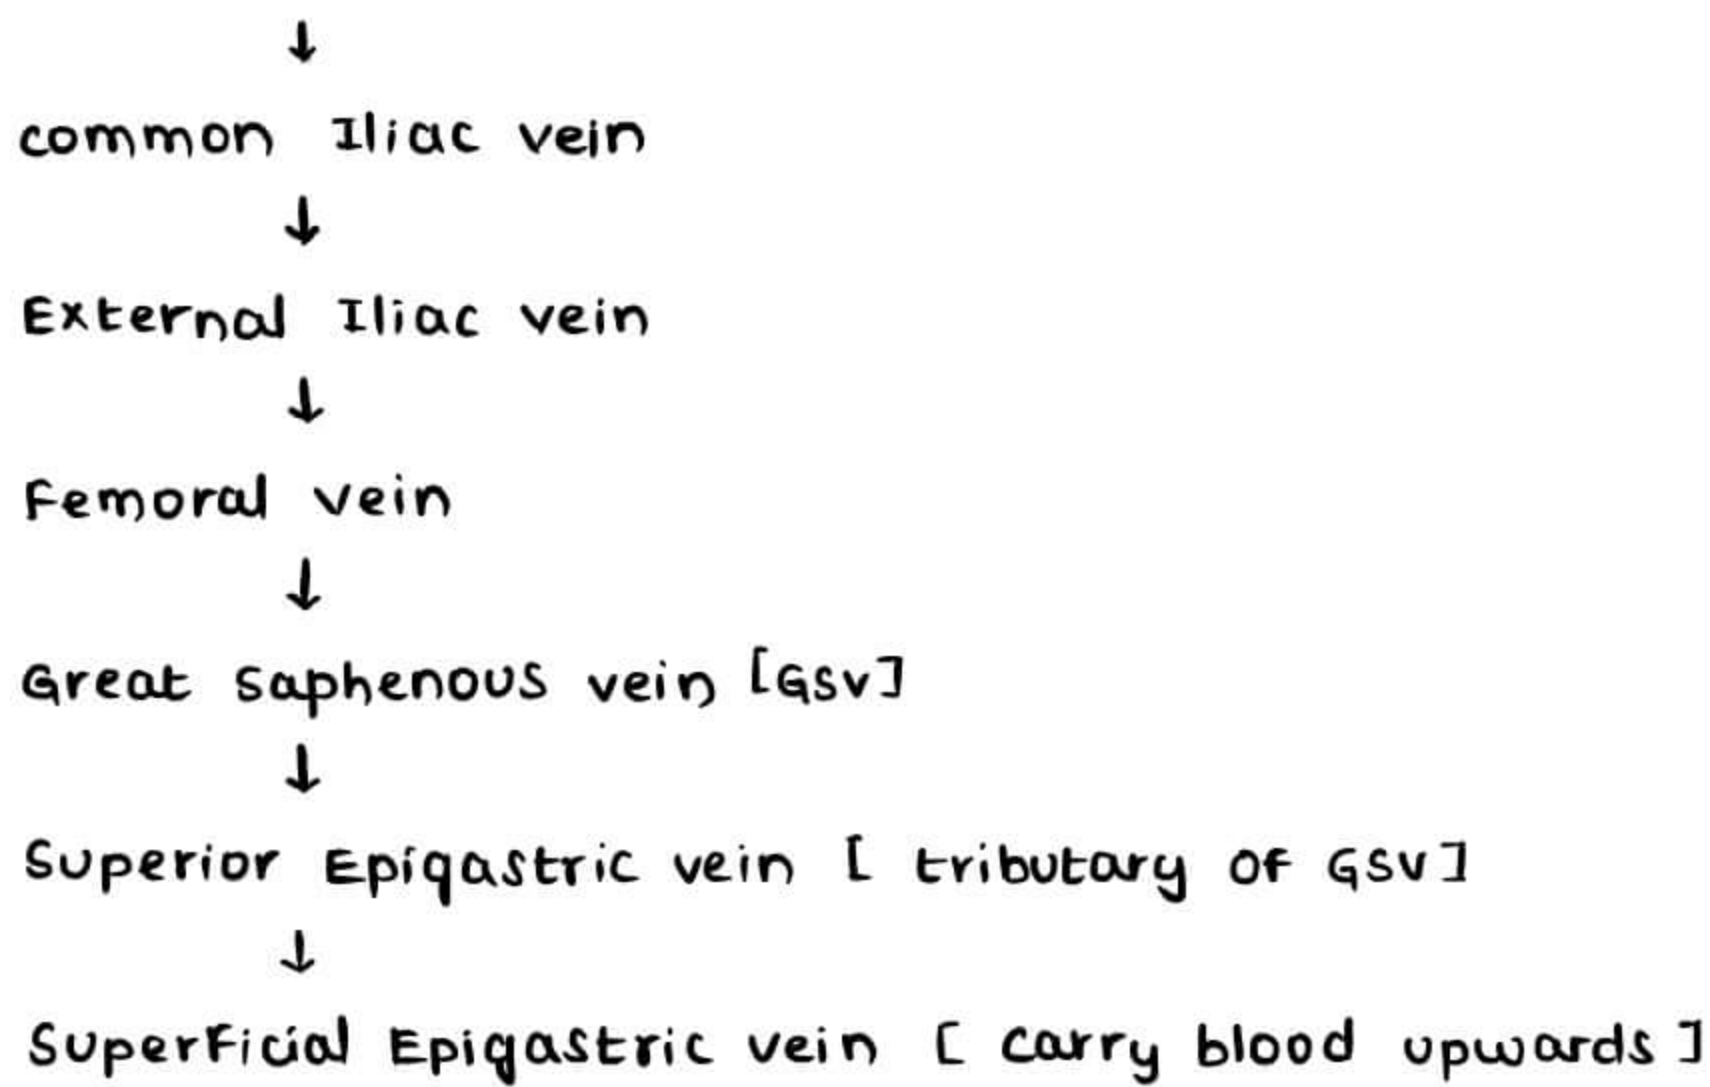 ↓
common Iliac vein
↓
External Iliac vein
↓
Femoral vein
↓
Great saphenous vein [GSV]
↓
Superior Epigastric vein [ tributary of GSV]
↓
Superficial Epigastric vein [ carry blood upwards ]